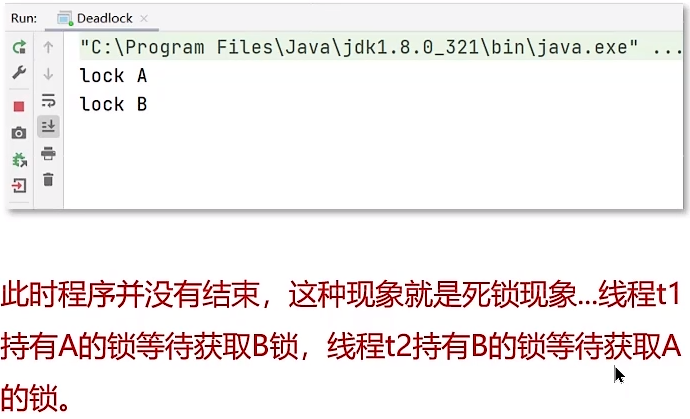 Run: Deadlock
"C:\Program Files\Java\jdk1.8.0_321\bin\java.exe" ...
lock A
lock B
此时程序并没有结束，这种现象就是死锁现象...线程t1
持有A的锁等待获取B锁，线程t2持有B的锁等待获取A
的锁。